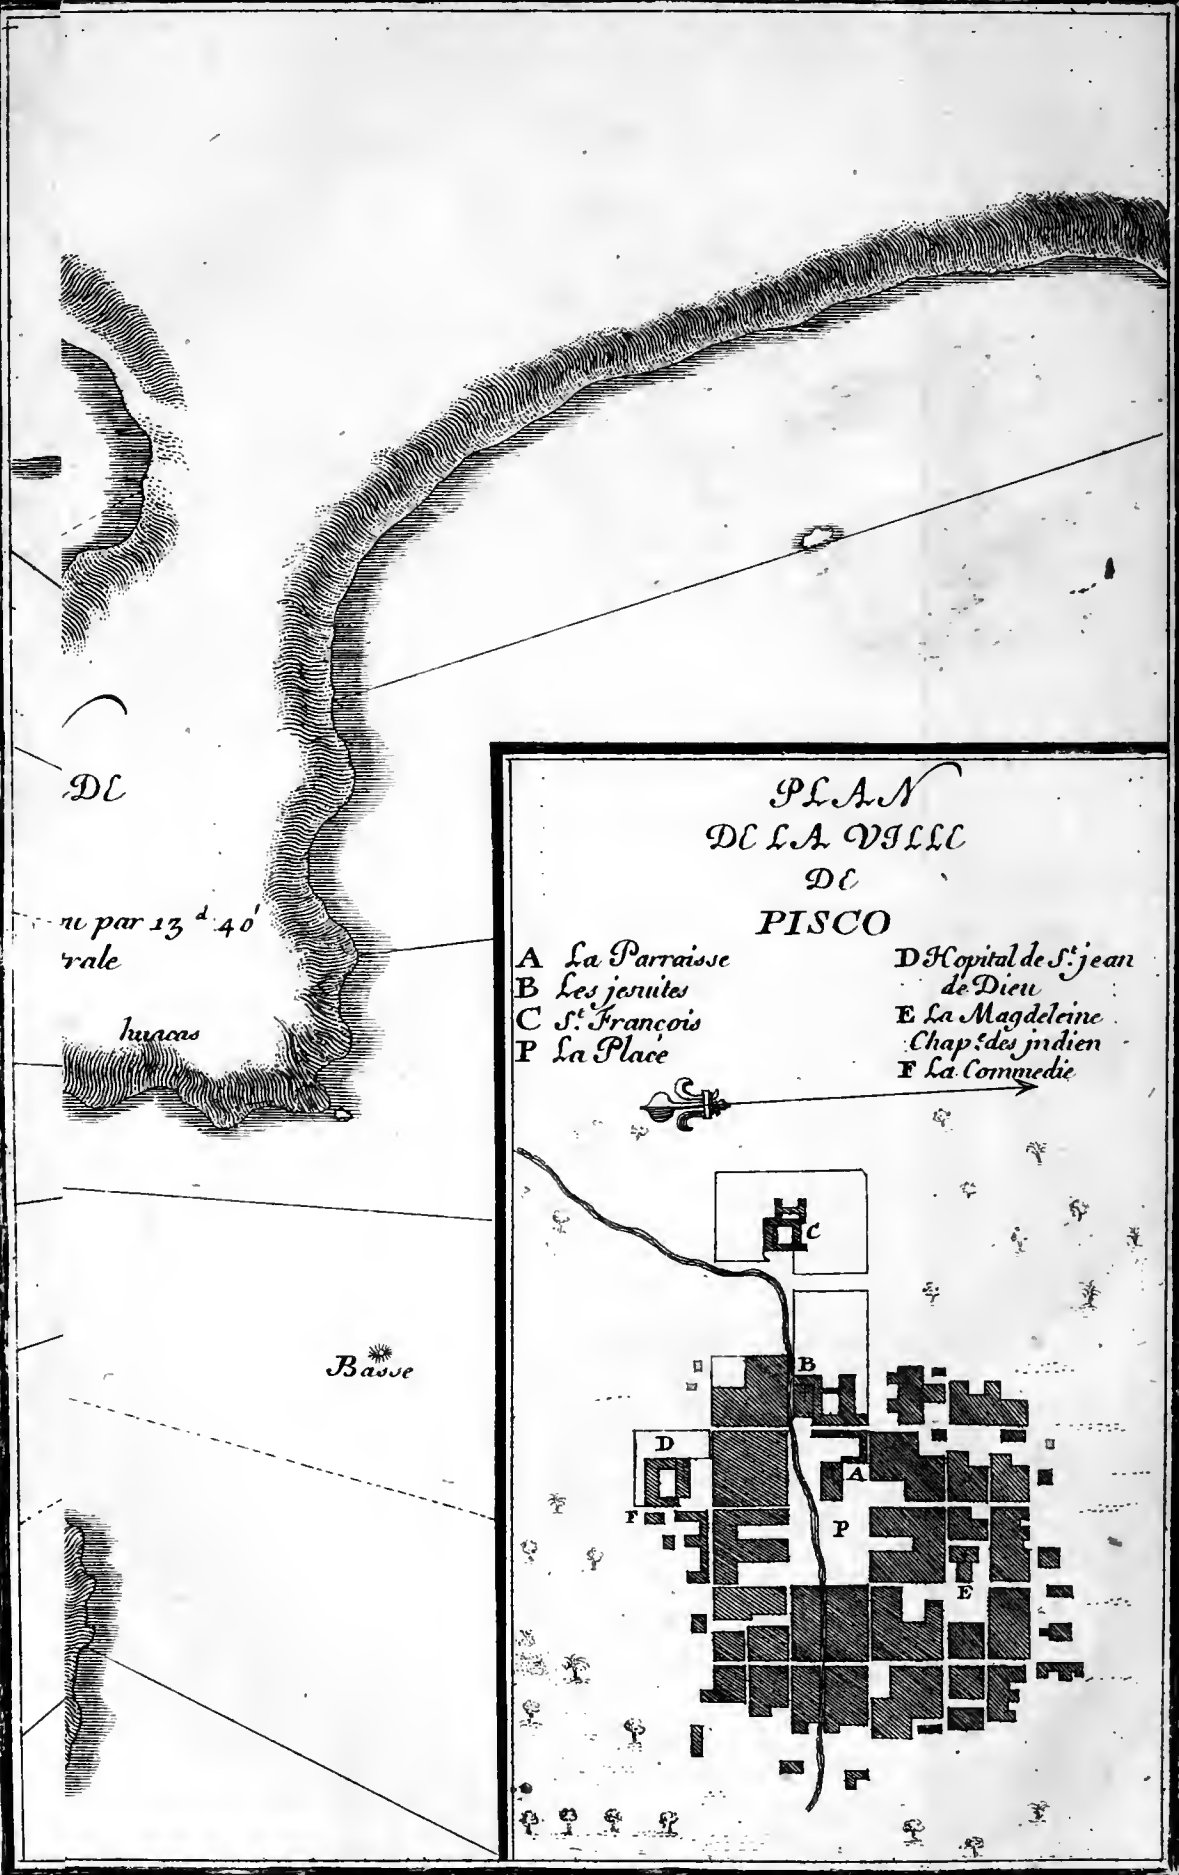 DE
n par 13 d 40'
rale
huacas
Basse
PLAN
DE LA VILLE
DE
PISCO
A La Parraisse
B Les jesuites
C S.t François
P La Place
D Hopital de S.t jean
de Dieu
E La Magdeleine
Chap.e des jndien
F La Commedie
C
B
D
A
F
P
E